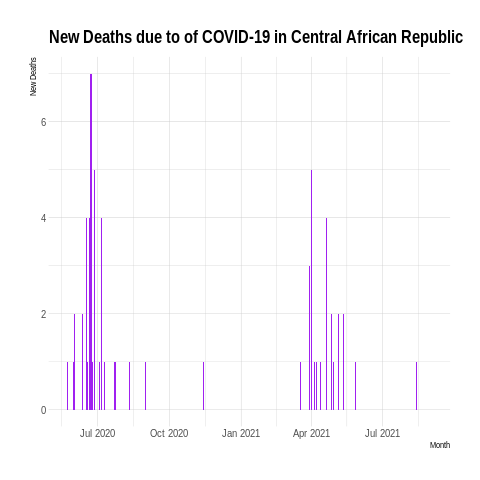 New Deaths due to of COVID-19 in Central African Republic
New Deaths
6
4
2
0
Jul 2020 Oct 2020 Jan 2021 Apr 2021 Jul 2021
Month